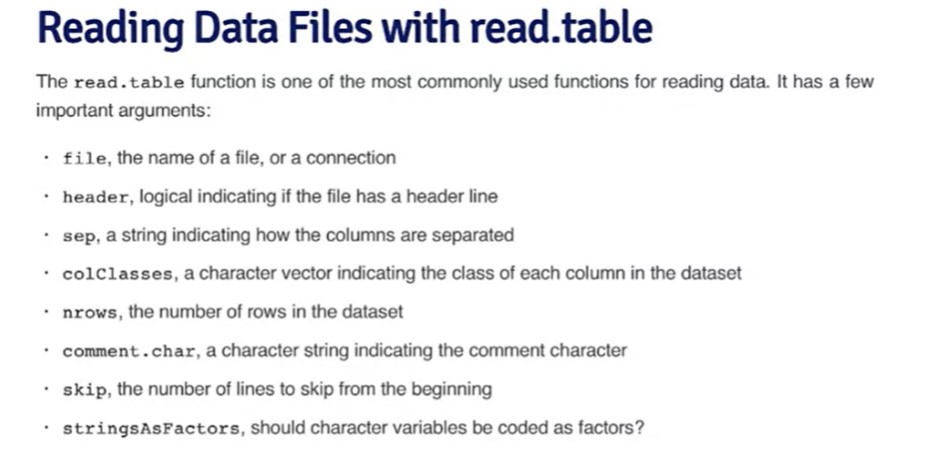 Reading Data Files with read.table
The read.table function is one of the most commonly used functions for reading data. It has a few
important arguments:
· file, the name of a file, or a connection
· header, logical indicating if the file has a header line
· sep, a string indicating how the columns are separated
· colClasses, a character vector indicating the class of each column in the dataset
· nrows, the number of rows in the dataset
· comment.char, a character string indicating the comment character
· skip, the number of lines to skip from the beginning
· stringsAsFactors, should character variables be coded as factors?